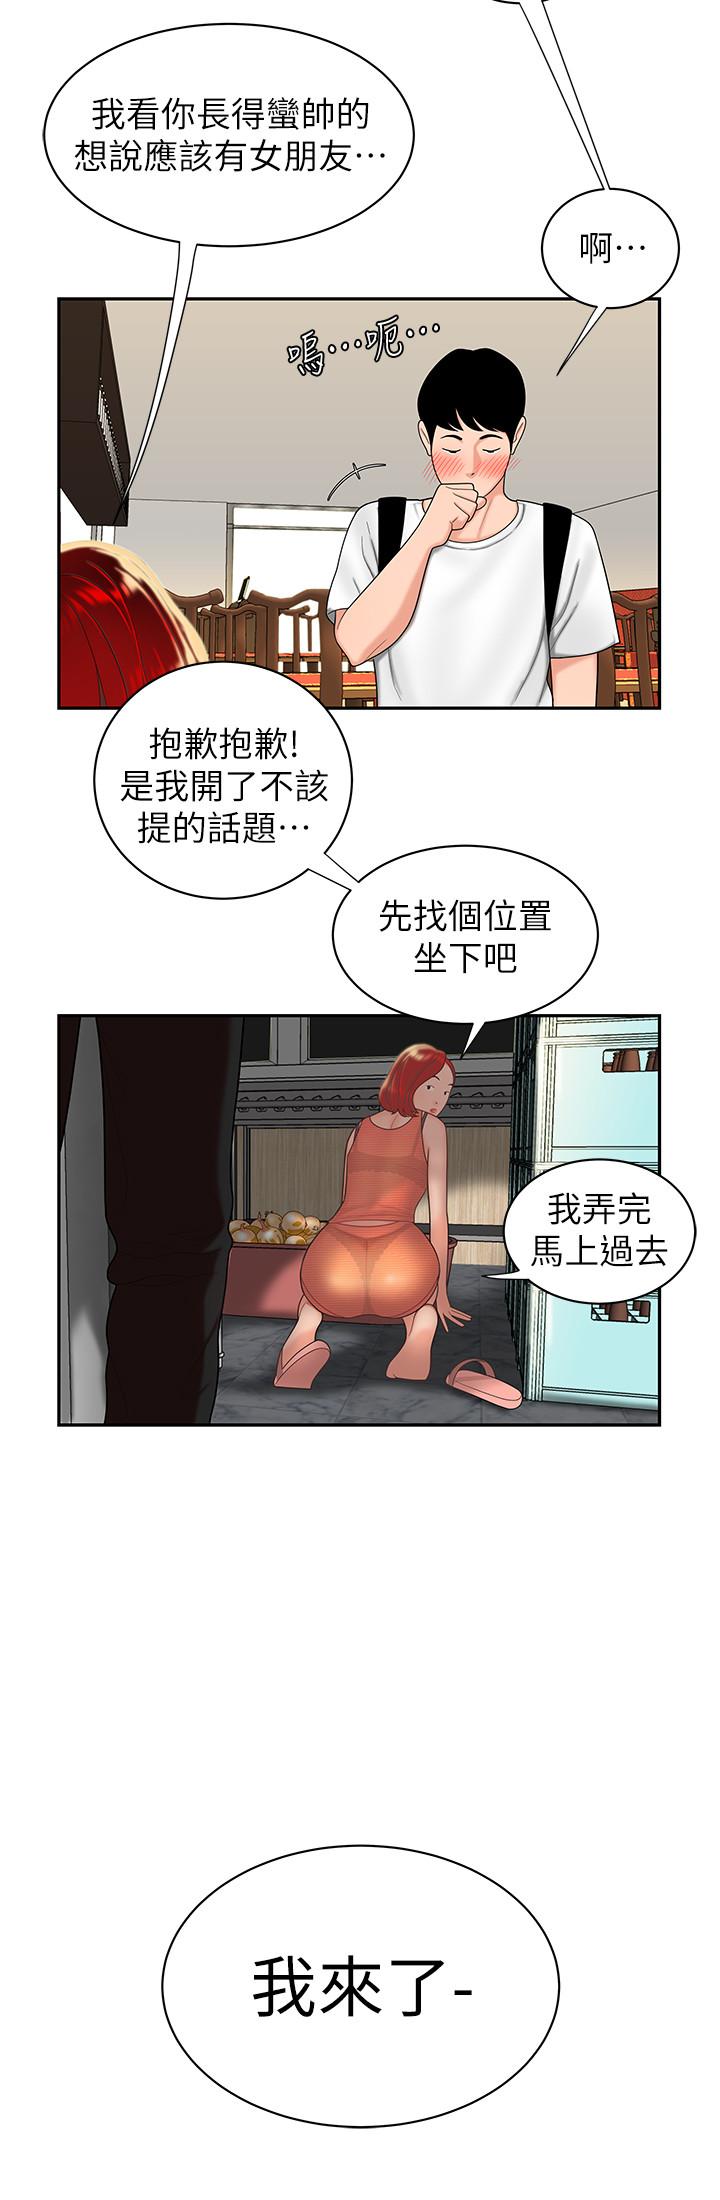 我看你長得蠻帥的
想說應該有女朋友…
啊…
嗚…呃…
抱歉抱歉!
是我開了不該
提的話題…
先找個位置
坐下吧
我弄完
馬上過去
我來了-